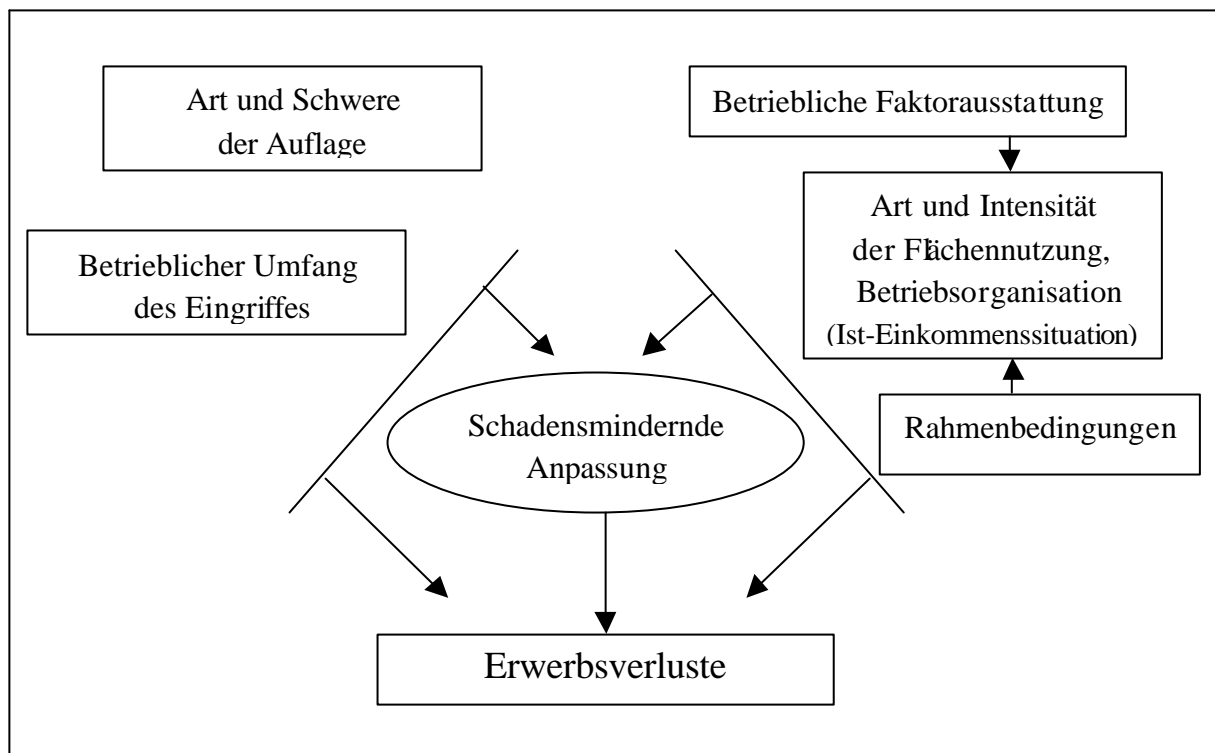 Art und Schwere
der Auflage
Betriebliche Faktorausstattung
Betrieblicher Umfang
des Eingriffes
Art und Intensität
der Flächennutzung,
Betriebsorganisation
(Ist-Einkommenssituation)
Rahmenbedingungen
Schadensmindernde
Anpassung
Erwerbsverluste